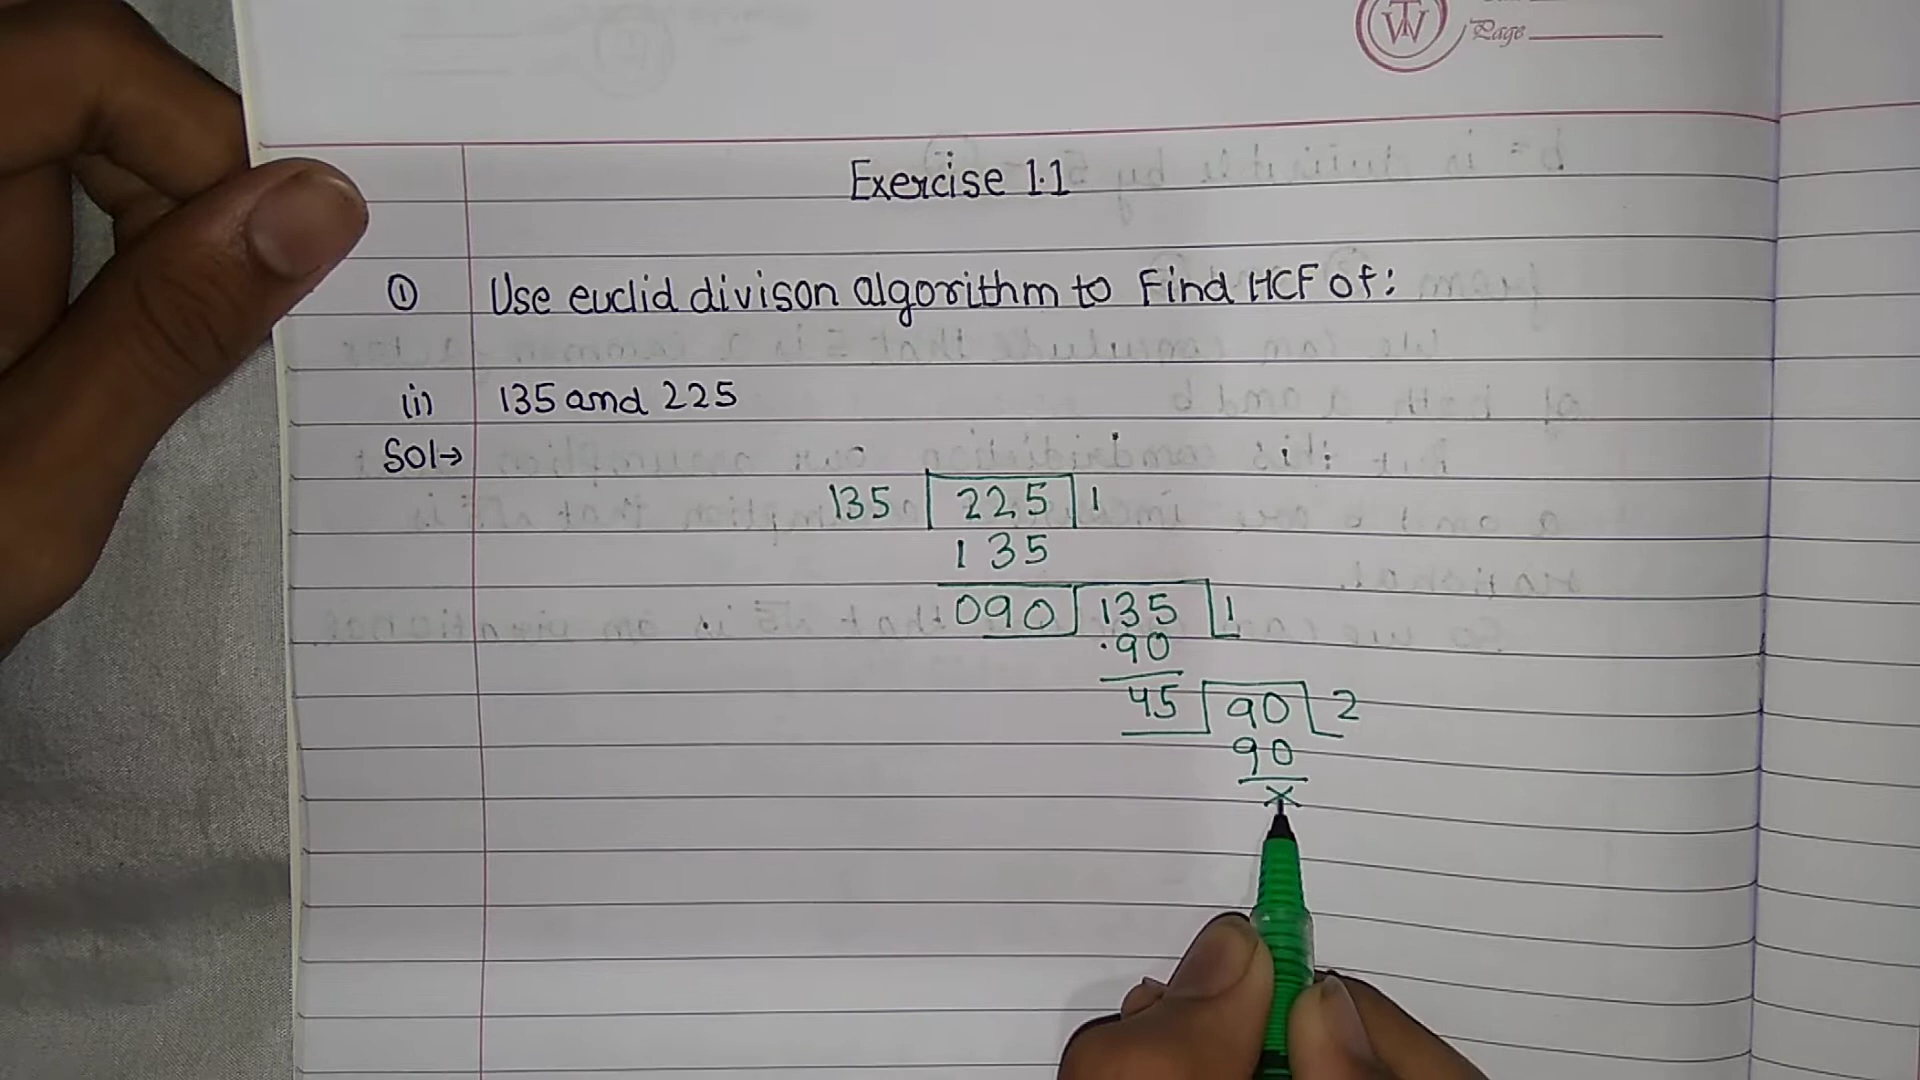 Page
Exercise 1.1
① Use euclid divison algorithm to Find HCF of:
(i) 135 and 225
Sol→
135 225 1
135
090 135 1
90
45 90 2
90
×